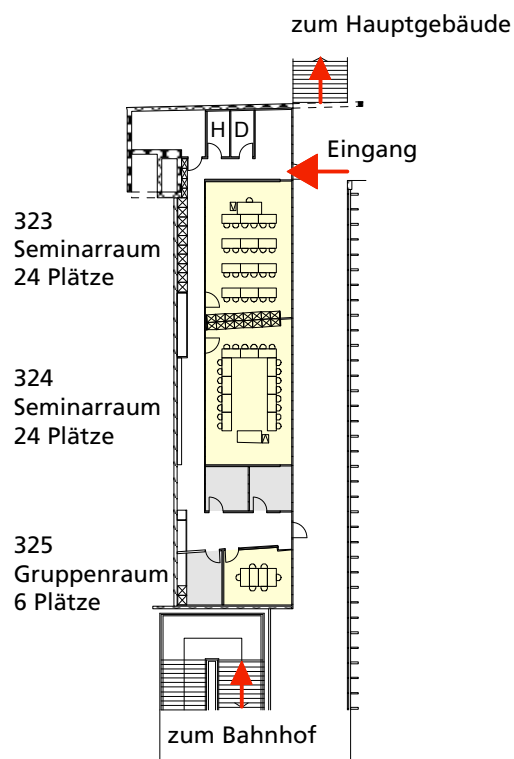 zum Hauptgebäude
H D
Eingang
323
Seminarraum
24 Plätze
324
Seminarraum
24 Plätze
325
Gruppenraum
6 Plätze
zum Bahnhof